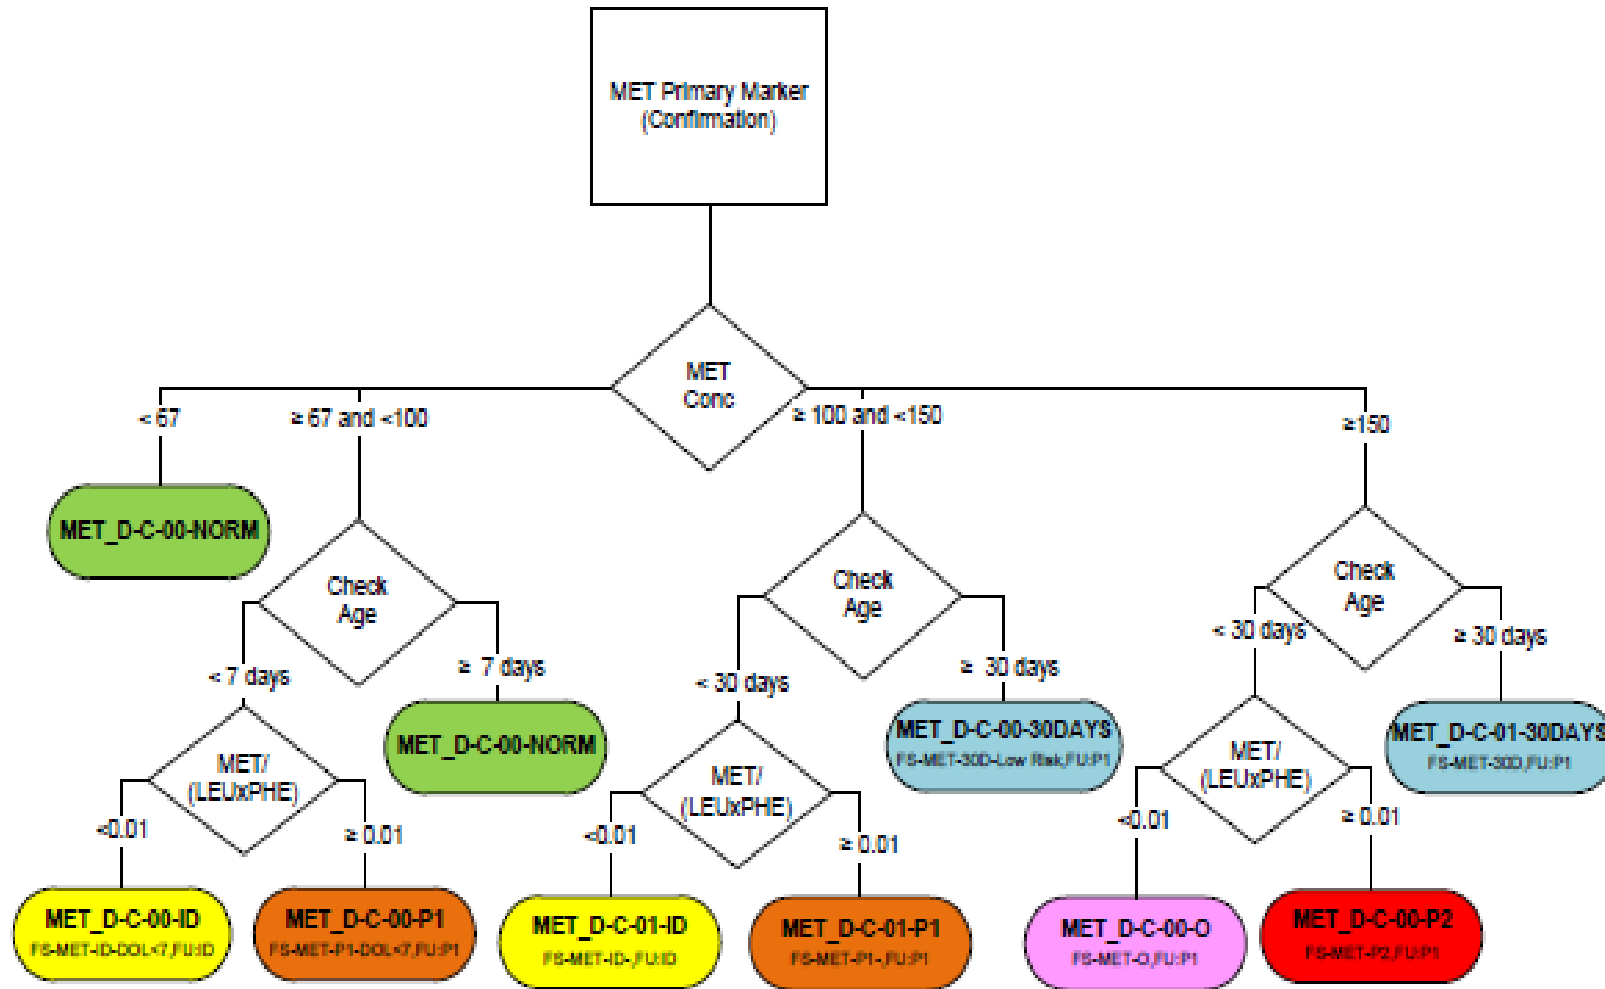 MET Primary Marker
(Confirmation)
MET
Conc
< 67
≥ 67 and <100
≥ 100 and <150
≥150
MET_D-C-00-NORM
Check
Age
Check
Age
Check
Age
< 7 days
≥ 7 days
< 30 days
≥ 30 days
< 30 days
≥ 30 days
MET_D-C-00-NORM
MET_D-C-00-30DAYS
FS-MET-30D-Low Risk,FU:P1
MET_D-C-01-30DAYS
FS-MET-30D,FU:P1
MET/
(LEUxPHE)
MET/
(LEUxPHE)
MET/
(LEUxPHE)
<0.01
≥ 0.01
<0.01
≥ 0.01
<0.01
≥ 0.01
MET_D-C-00-ID
FS-MET-ID-DOL<7,FU:ID
MET_D-C-00-P1
FS-MET-P1-DOL<7,FU:P1
MET_D-C-01-ID
FS-MET-ID-,FU:ID
MET_D-C-01-P1
FS-MET-P1-,FU:P1
MET_D-C-00-O
FS-MET-O,FU:P1
MET_D-C-00-P2
FS-MET-P2,FU:P1